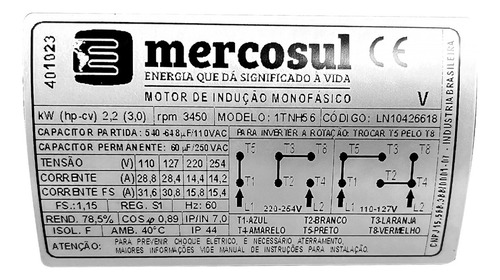 401023
mercosul CE
ENERGIA QUE DÁ SIGNIFICADO À VIDA
MOTOR DE INDUÇÃO MONOFÁSICO V
kW (hp-cv) 2,2 (3,0) rpm 3450 MODELO: 1TNH56 CÓDIGO: LN10426618
CAPACITOR PARTIDA: 540-648µF/110VAC
CAPACITOR PERMANENTE: 60µF/250VAC
TENSÃO (V) 110 127 220 254
CORRENTE (A) 28,8 28,4 14,4 14,2
CORRENTE FS (A) 31,6 30,8 15,8 15,4
FS.:1,15 REG. S1 Hz: 60
REND. 78,5% COSφ 0,89 IP/IN 7,0
ISOL. F AMB. 40°C IP 44
PARA INVERTER A ROTAÇÃO: TROCAR T5 PELO T8
T5 T3 T8
T1 T2 T4
L1 L2
220-254V
T5 T3 T8
T1 T2 T4
L1 L2
110-127V
T1-AZUL T2-BRANCO T3-LARANJA
T4-AMARELO T5-PRETO T8-VERMELHO
ATENÇÃO: PARA PREVENIR CHOQUE ELÉTRICO, E NECESSÁRIO ATERRAMENTO,
MAIORES INFORMAÇÕES VIDE MANUAL DE INSTRUÇÕES PARA INSTALAÇÃO.
INDÚSTRIA BRASILEIRA